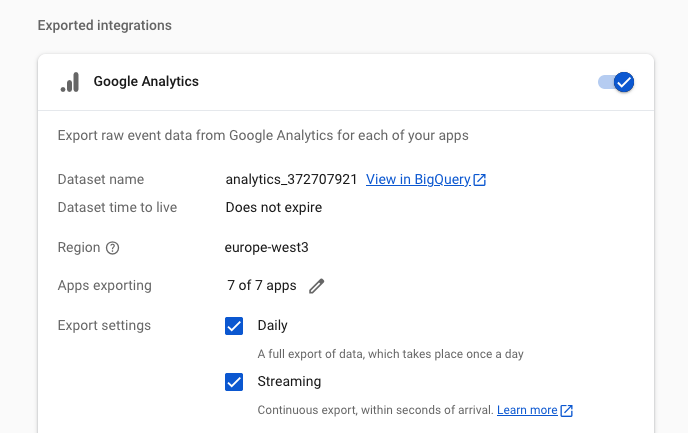 Exported integrations
Google Analytics
Export raw event data from Google Analytics for each of your apps
Dataset name analytics_372707921 View in BigQuery
Dataset time to live Does not expire
Region europe-west3
Apps exporting 7 of 7 apps
Export settings Daily
A full export of data, which takes place once a day
Streaming
Continuous export, within seconds of arrival. Learn more